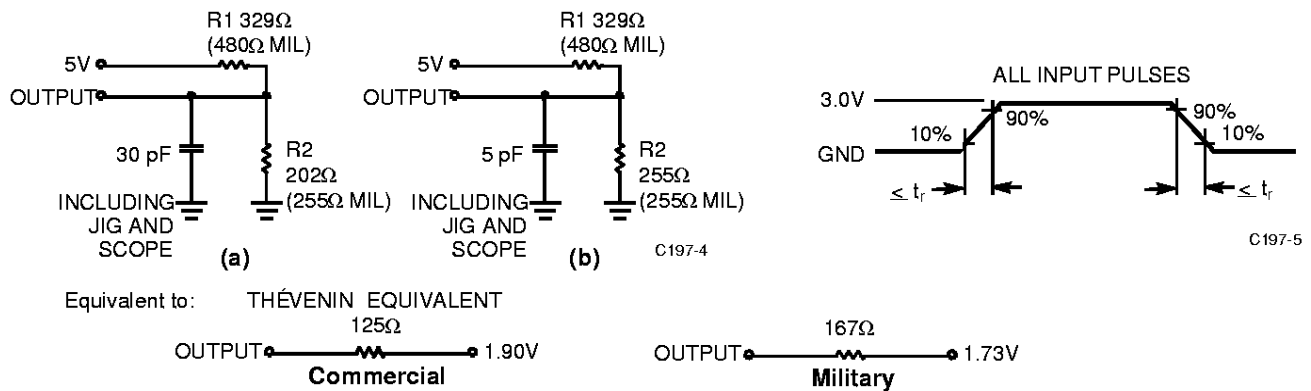 R1 329Ω
(480Ω MIL)
5V
OUTPUT
30 pF
R2
202Ω
(255Ω MIL)
INCLUDING
JIG AND
SCOPE
(a)
R1 329Ω
(480Ω MIL)
5V
OUTPUT
5 pF
R2
255Ω
(255Ω MIL)
INCLUDING
JIG AND
SCOPE
(b)
C197-4
ALL INPUT PULSES
3.0V
90%
90%
10%
10%
GND
≤ tr
≤ tr
C197-5
Equivalent to: THÉVENIN EQUIVALENT
125Ω
OUTPUT 1.90V
Commercial
167Ω
OUTPUT 1.73V
Military